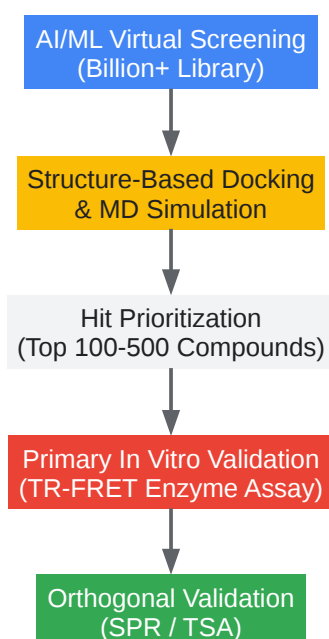 AI/ML Virtual Screening
(Billion+ Library)
Structure-Based Docking
& MD Simulation
Hit Prioritization
(Top 100-500 Compounds)
Primary In Vitro Validation
(TR-FRET Enzyme Assay)
Orthogonal Validation
(SPR / TSA)